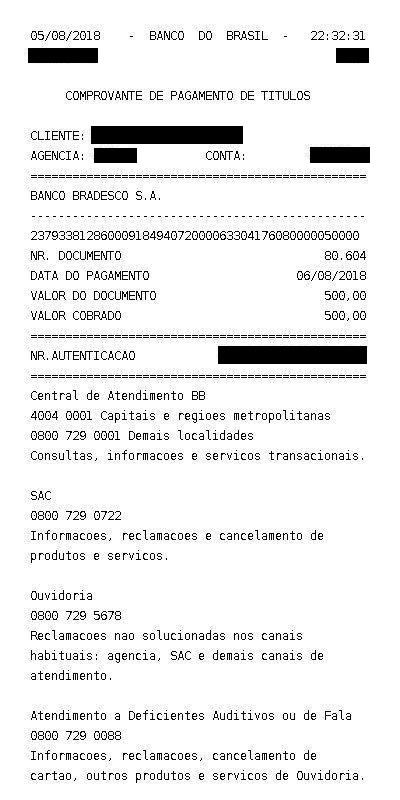 05/08/2018 - BANCO DO BRASIL - 22:32:31
COMPROVANTE DE PAGAMENTO DE TITULOS
CLIENTE:
AGENCIA: CONTA:
================================================
BANCO BRADESCO S.A.
------------------------------------------------
23793381286000918494072000063304176080000050000
NR. DOCUMENTO 80.604
DATA DO PAGAMENTO 06/08/2018
VALOR DO DOCUMENTO 500,00
VALOR COBRADO 500,00
================================================
NR.AUTENTICACAO
================================================
Central de Atendimento BB
4004 0001 Capitais e regioes metropolitanas
0800 729 0001 Demais localidades
Consultas, informacoes e servicos transacionais.
SAC
0800 729 0722
Informacoes, reclamacoes e cancelamento de
produtos e servicos.
Ouvidoria
0800 729 5678
Reclamacoes nao solucionadas nos canais
habituais: agencia, SAC e demais canais de
atendimento.
Atendimento a Deficientes Auditivos ou de Fala
0800 729 0088
Informacoes, reclamacoes, cancelamento de
cartao, outros produtos e servicos de Ouvidoria.